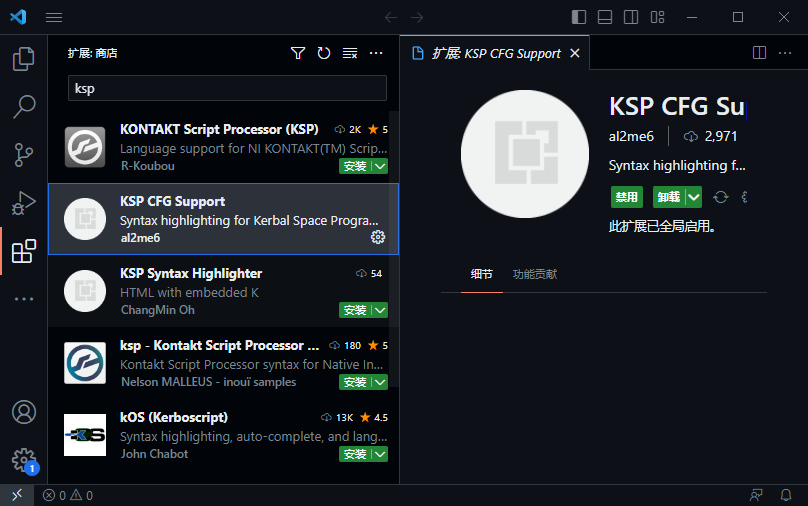 扩展: 商店
ksp
KONTAKT Script Processor (KSP) 2K 5
Language support for NI KONTAKT(TM) Scrip...
R-Koubou 安装
KSP CFG Support
Syntax highlighting for Kerbal Space Progra...
al2me6
KSP Syntax Highlighter 54
HTML with embedded K
ChangMin Oh 安装
ksp - Kontakt Script Processor ... 180 5
Kontakt Script Processor syntax for Native In...
Nelson MALLEUS - inouï samples 安装
kOS (Kerboscript) 13K 4.5
Syntax highlighting, auto-complete, and lang...
John Chabot 安装
扩展: KSP CFG Support
KSP CFG Su
al2me6 2,971
Syntax highlighting f...
禁用 卸载
此扩展已全局启用。
细节 功能贡献
1
0 0